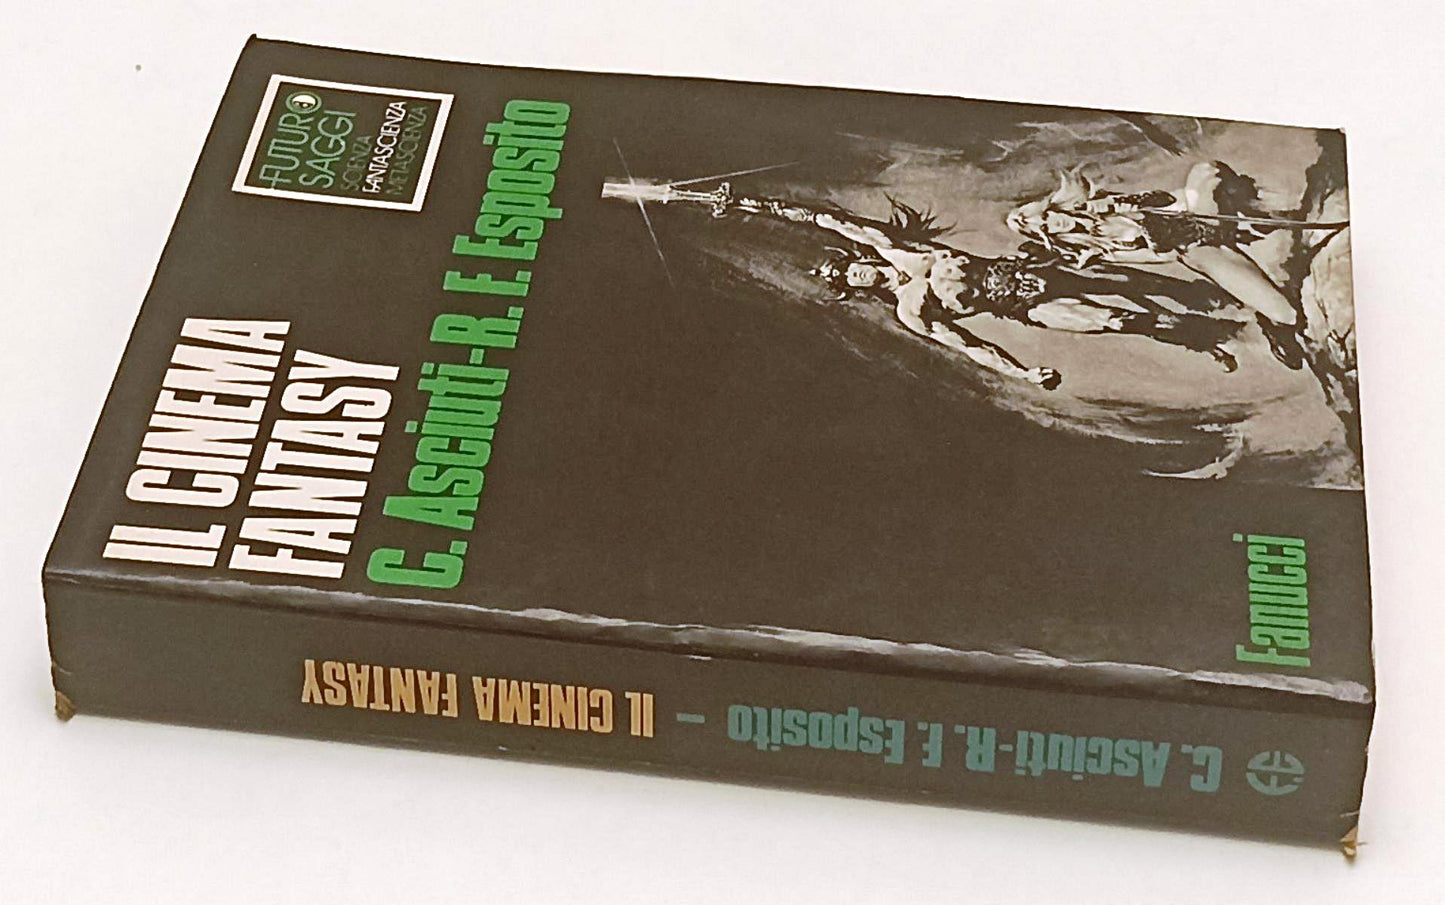 FUTURO
SAGGI
SCIENZA
FANTASCIENZA
METASCIENZA
IL CINEMA
FANTASY
C. Asciuti-R. F. Esposito
Fanucci
C. Asciuti-R. F. Esposito – IL CINEMA FANTASY